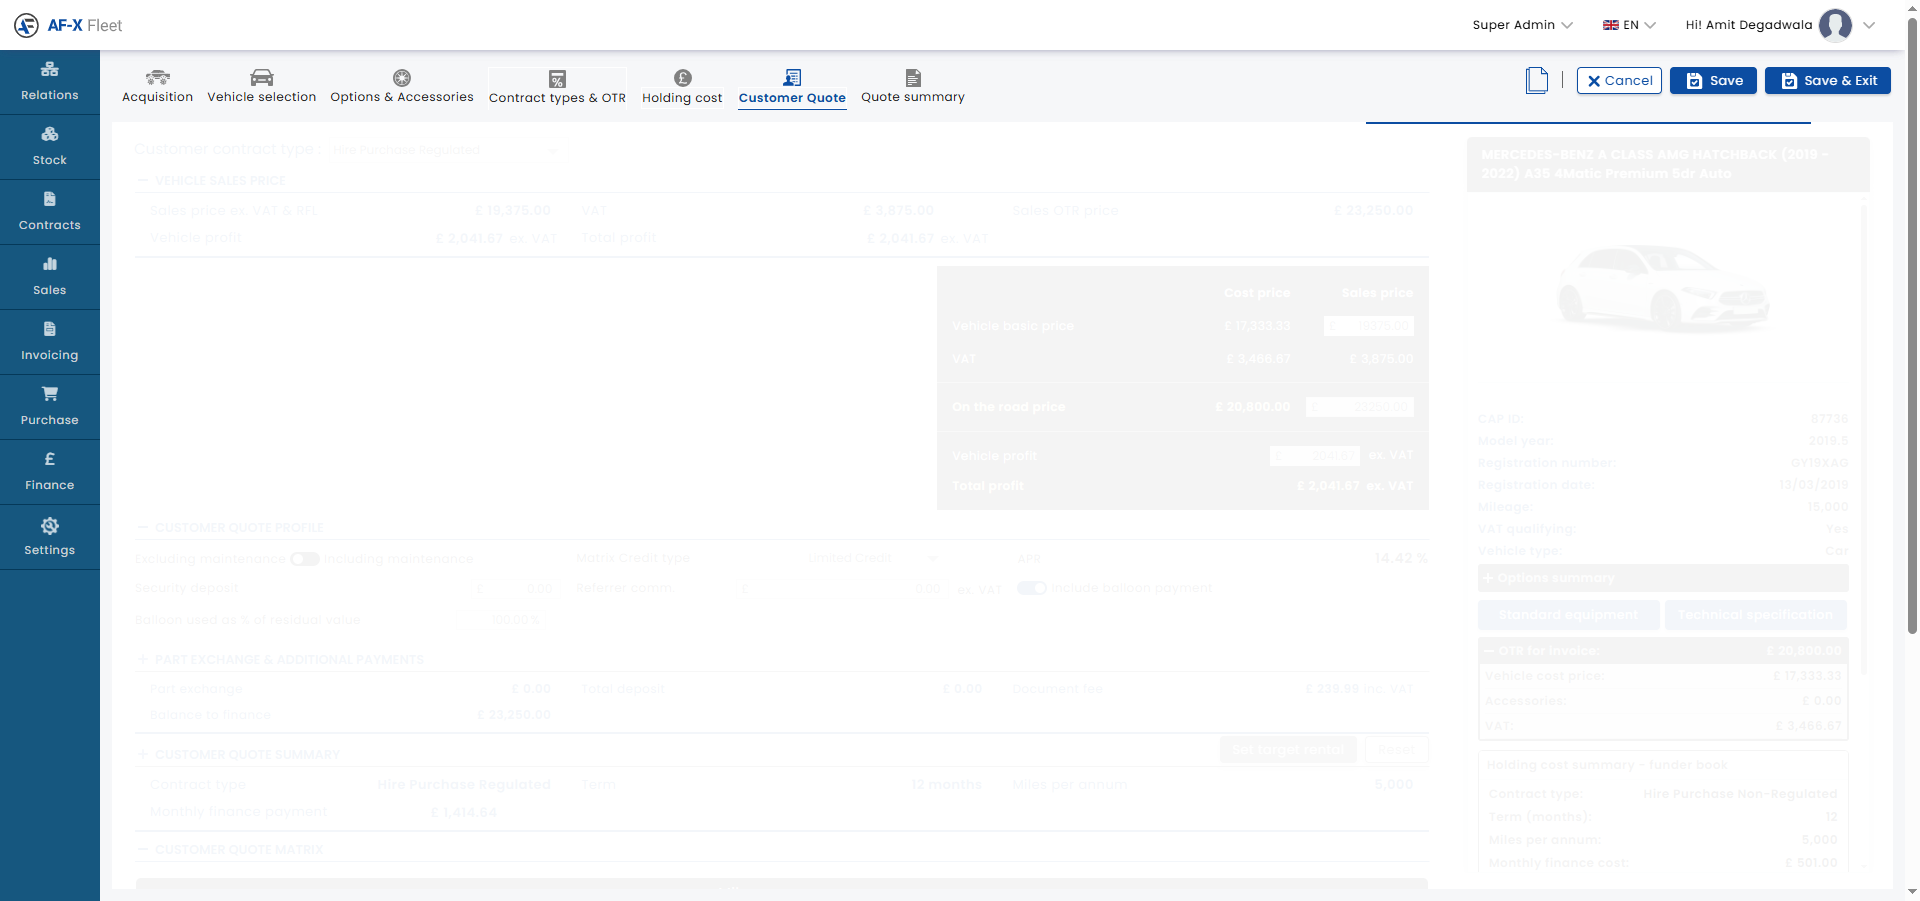 AF-X Fleet
Super Admin
EN
Hi! Amit Degadwala
Relations
Stock
Contracts
Sales
Invoicing
Purchase
£
Finance
Settings
Acquisition
Vehicle selection
Options & Accessories
Contract types & OTR
Holding cost
Customer Quote
Quote summary
Cancel
Save
Save & Exit
Customer contract type : Hire Purchase Regulated
VEHICLE SALES PRICE
Sales price ex. VAT & RFL £ 19,375.00 VAT £ 3,875.00 Sales OTR price £ 23,250.00
Vehicle profit £ 2,041.67 ex. VAT Total profit £ 2,041.67 ex. VAT
Cost price Sales price
Vehicle basic price £ 17,333.33 £ 19375.00
VAT £ 3,466.67 £ 3,875.00
On the road price £ 20,800.00 £ 23250.00
Vehicle profit £ 2041.67 ex. VAT
Total profit £ 2,041.67 ex. VAT
CUSTOMER QUOTE PROFILE
Excluding maintenance Including maintenance Matrix Credit type Limited Credit APR 14.42 %
Security deposit £ 0.00 Referrer comm. £ 0.00 ex. VAT Include balloon payment
Balloon used as % of residual value 100.00 %
PART EXCHANGE & ADDITIONAL PAYMENTS
Part exchange £ 0.00 Total deposit £ 0.00 Document fee £ 239.99 inc. VAT
Balance to finance £ 23,250.00
CUSTOMER QUOTE SUMMARY
Set target rental Reset
Contract type Hire Purchase Regulated Term 12 months Miles per annum 5,000
Monthly finance payment £ 1,414.64
CUSTOMER QUOTE MATRIX
MERCEDES-BENZ A CLASS AMG HATCHBACK (2019 -
2022) A35 4Matic Premium 5dr Auto
CAP ID: 87736
Model year: 2019.5
Registration number: GY19XAG
Registration date: 13/03/2019
Mileage: 15,000
VAT qualifying: Yes
Vehicle type: Car
Options summary
Standard equipment Technical specification
OTR for invoice: £ 20,800.00
Vehicle cost price: £ 17,333.33
Accessories: £ 0.00
VAT: £ 3,466.67
Holding cost summary - funder book
Contract type: Hire Purchase Non-Regulated
Term (months): 12
Miles per annum: 5,000
Monthly finance cost: £ 501.00